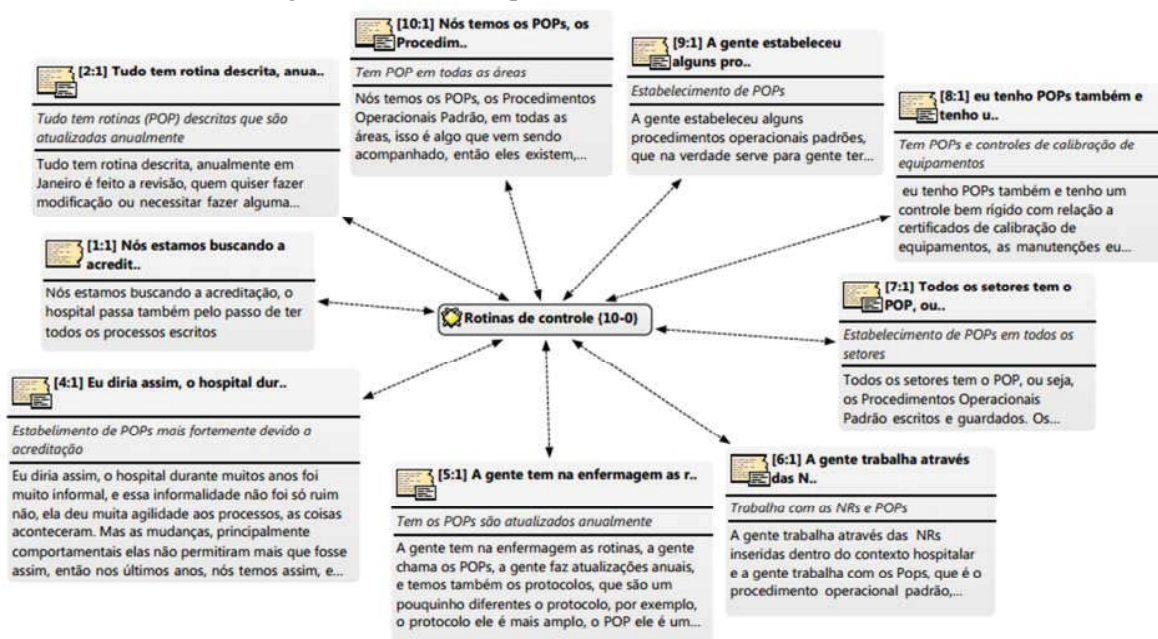 [10:1] Nós temos os POPs, os
Procedim..
Tem POP em todas as áreas
Nós temos os POPs, os Procedimentos
Operacionais Padrão, em todas as
áreas, isso é algo que vem sendo
acompanhado, então eles existem,...
[9:1] A gente estabeleceu
alguns pro..
Estabelecimento de POPs
A gente estabeleceu alguns
procedimentos operacionais padrões,
que na verdade serve para gente ter...
[2:1] Tudo tem rotina descrita, anua..
Tudo tem rotinas (POP) descritas que são
atualizadas anualmente
Tudo tem rotina descrita, anualmente em
Janeiro é feito a revisão, quem quiser fazer
modificação ou necessitar fazer alguma...
[8:1] eu tenho POPs também e
tenho u..
Tem POPs e controles de calibração de
equipamentos
eu tenho POPs também e tenho um
controle bem rígido com relação a
certificados de calibração de
equipamentos, as manutenções eu...
[1:1] Nós estamos buscando a
acredit..
Nós estamos buscando a acreditação, o
hospital passa também pelo passo de ter
todos os processos escritos
Rotinas de controle (10-0)
[7:1] Todos os setores tem o
POP, ou..
Estabelecimento de POPs em todos os
setores
Todos os setores tem o POP, ou seja,
os Procedimentos Operacionais
Padrão escritos e guardados. Os...
[4:1] Eu diria assim, o hospital dur..
Estabelimento de POPs mais fortemente devido a
acreditação
Eu diria assim, o hospital durante muitos anos foi
muito informal, e essa informalidade não foi só ruim
não, ela deu muita agilidade aos processos, as coisas
aconteceram. Mas as mudanças, principalmente
comportamentais elas não permitiram mais que fosse
assim, então nos últimos anos, nós temos assim, e...
[5:1] A gente tem na enfermagem as r..
Tem os POPs são atualizados anualmente
A gente tem na enfermagem as rotinas, a gente
chama os POPs, a gente faz atualizações anuais,
e temos também os protocolos, que são um
pouquinho diferentes o protocolo, por exemplo,
o protocolo ele é mais amplo, o POP ele é um...
[6:1] A gente trabalha através
das N..
Trabalha com as NRs e POPs
A gente trabalha através das NRs
inseridas dentro do contexto hospitalar
e a gente trabalha com os Pops, que é o
procedimento operacional padrão,...